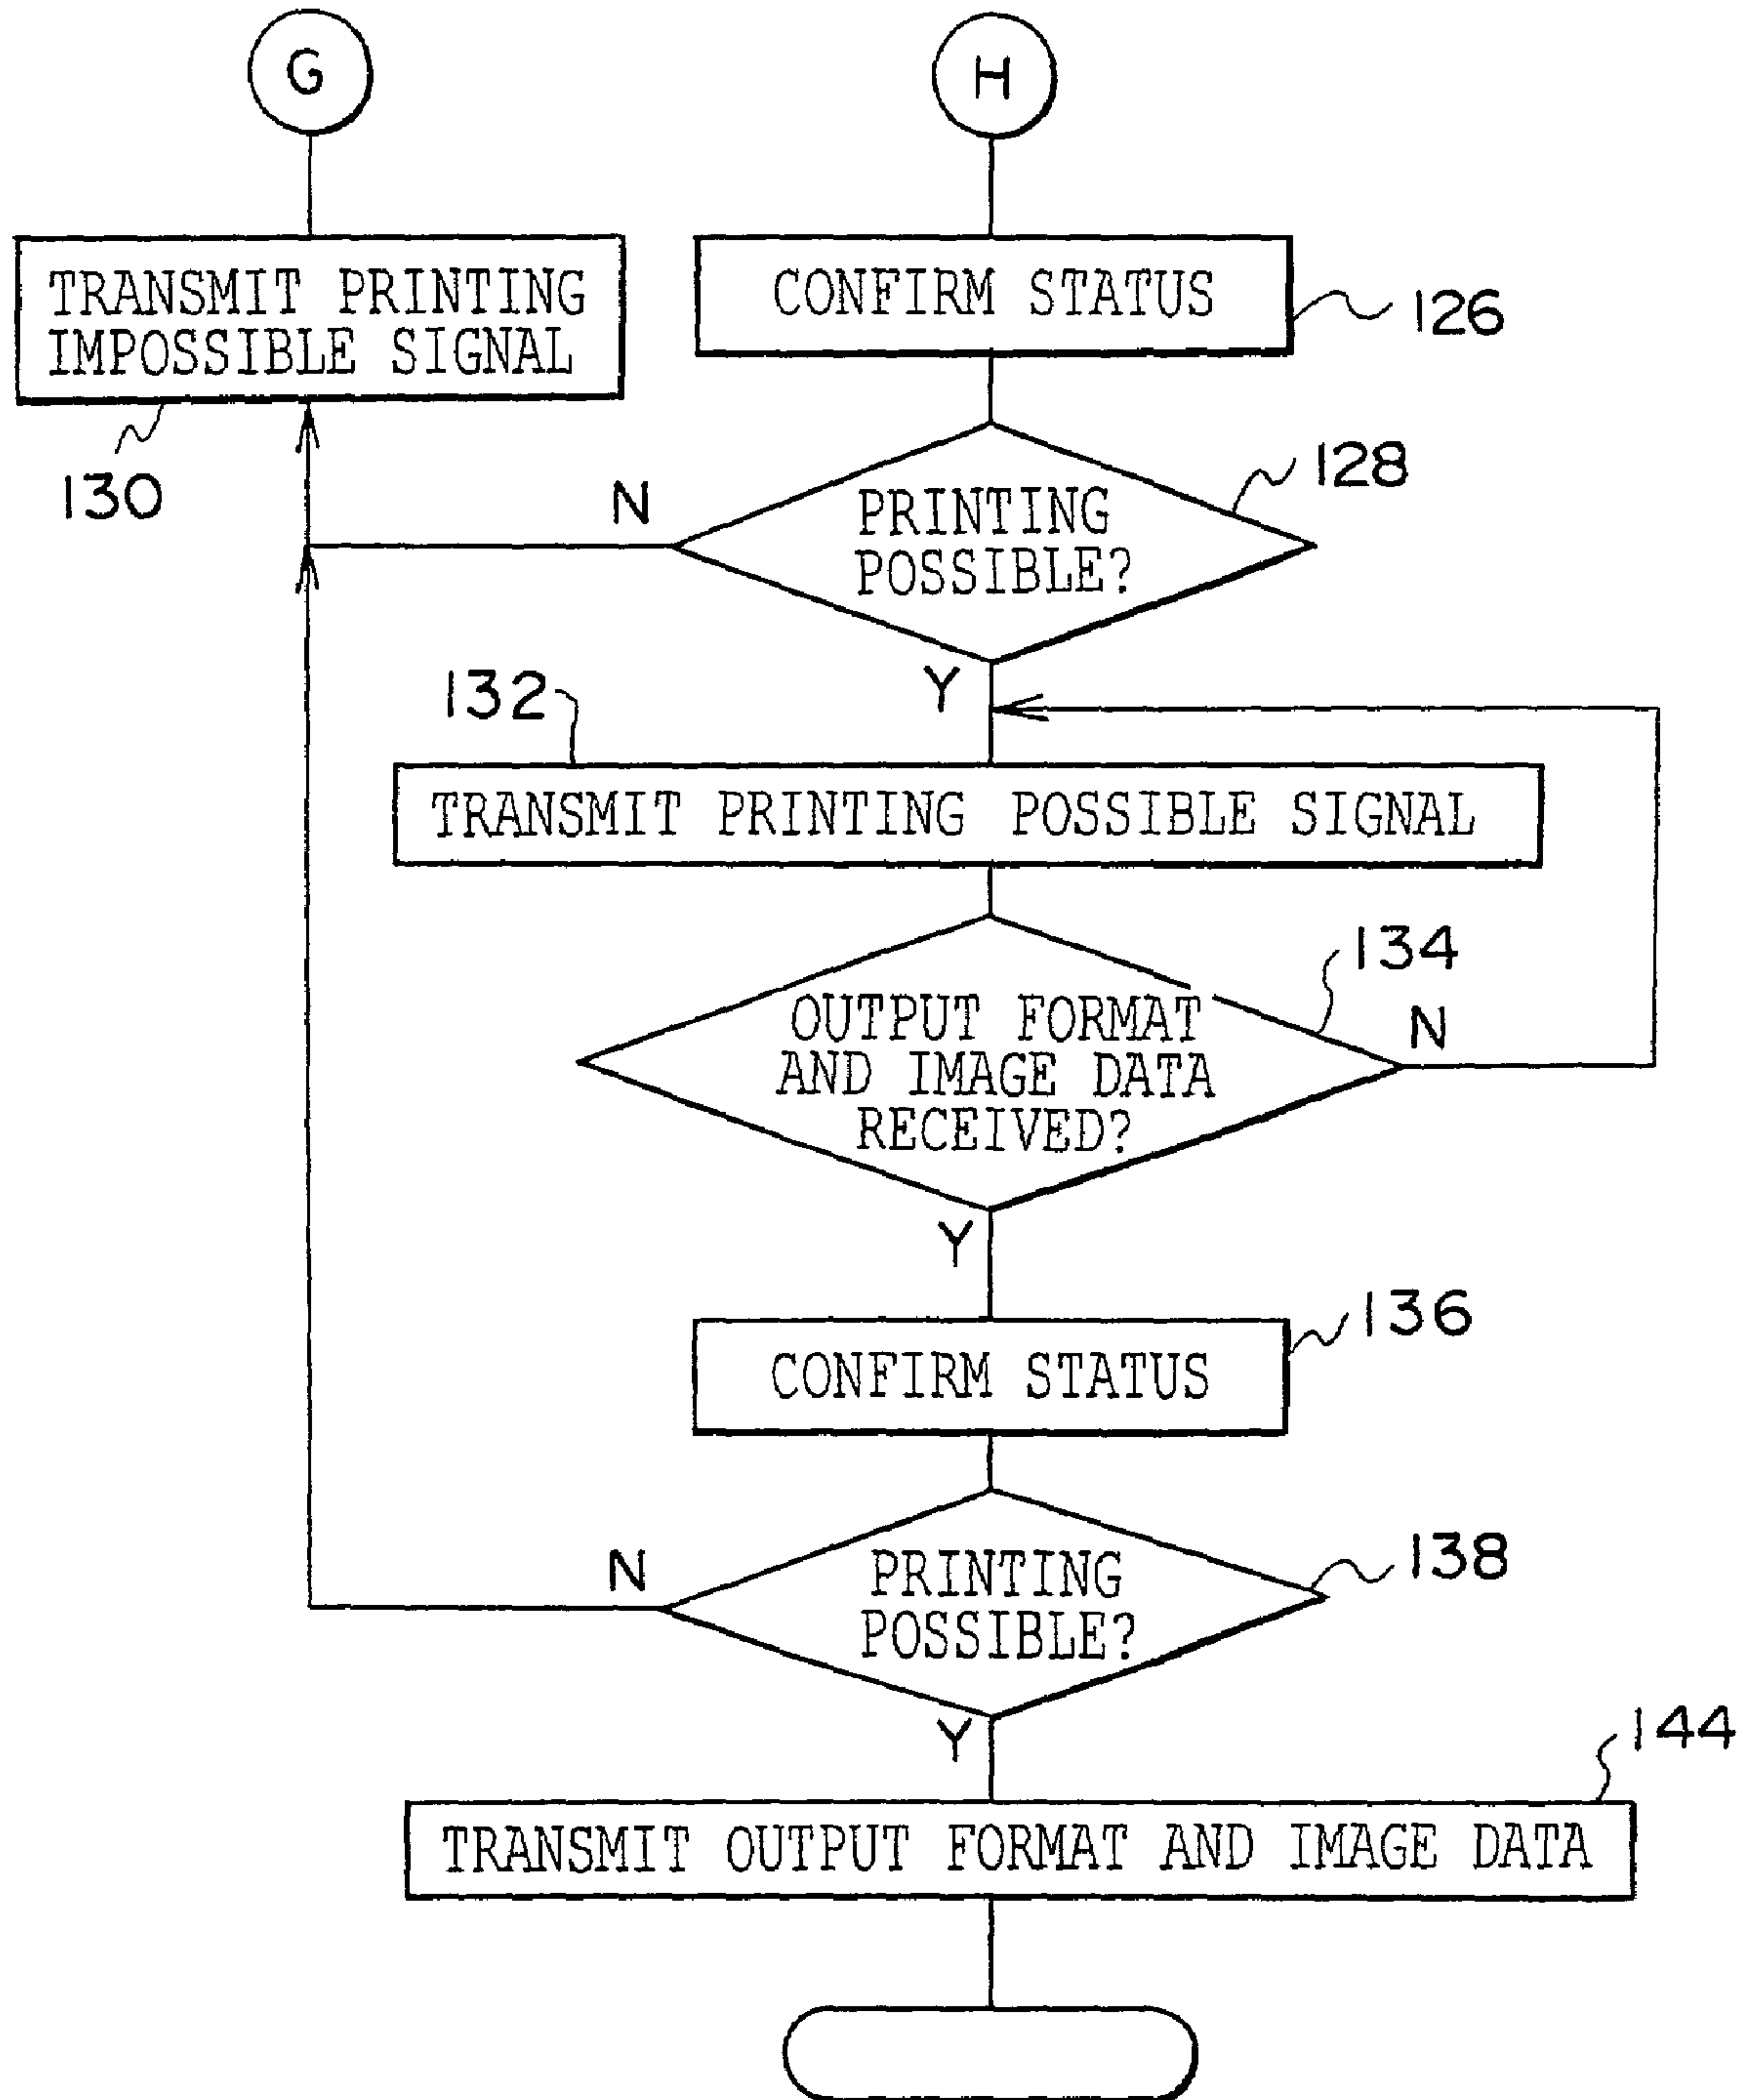 G
H
TRANSMIT PRINTING
IMPOSSIBLE SIGNAL
CONFIRM STATUS
126
130
128
N
PRINTING
POSSIBLE?
Y
132
TRANSMIT PRINTING POSSIBLE SIGNAL
134
OUTPUT FORMAT
AND IMAGE DATA
RECEIVED?
N
Y
136
CONFIRM STATUS
138
N
PRINTING
POSSIBLE?
Y
144
TRANSMIT OUTPUT FORMAT AND IMAGE DATA